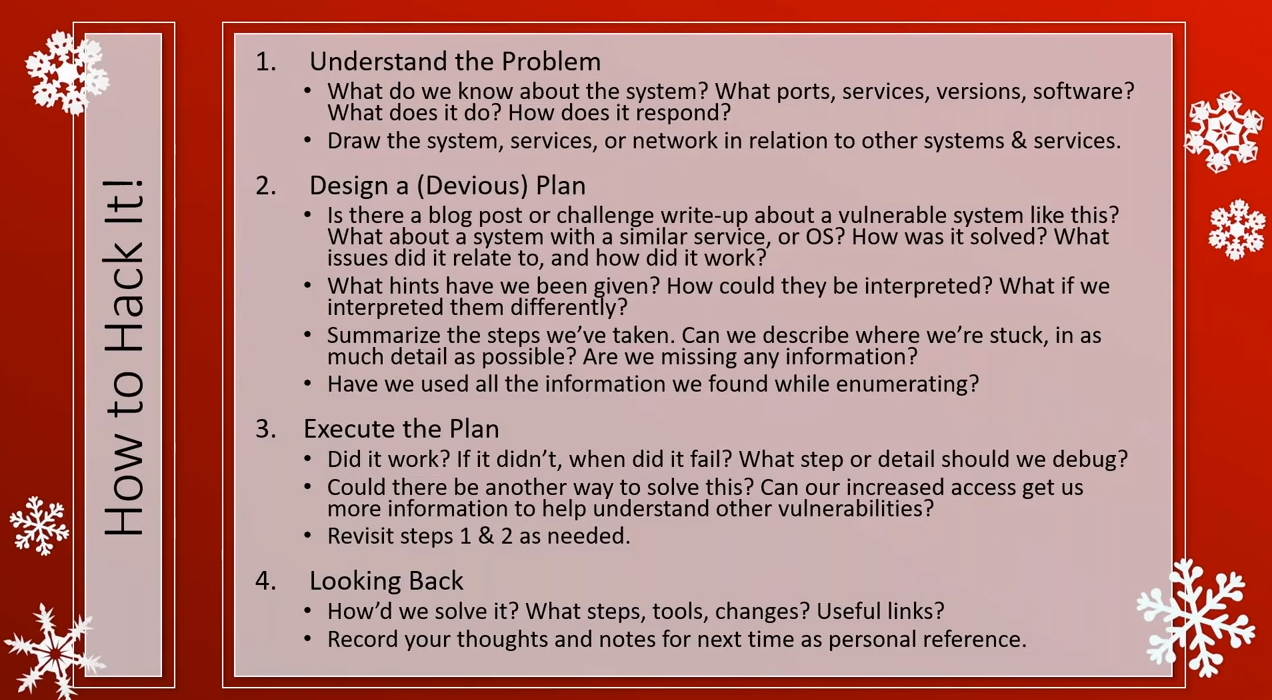 How to Hack It!
1. Understand the Problem
• What do we know about the system? What ports, services, versions, software?
What does it do? How does it respond?
• Draw the system, services, or network in relation to other systems & services.
2. Design a (Devious) Plan
• Is there a blog post or challenge write-up about a vulnerable system like this?
What about a system with a similar service, or OS? How was it solved? What
issues did it relate to, and how did it work?
• What hints have we been given? How could they be interpreted? What if we
interpreted them differently?
• Summarize the steps we’ve taken. Can we describe where we’re stuck, in as
much detail as possible? Are we missing any information?
• Have we used all the information we found while enumerating?
3. Execute the Plan
• Did it work? If it didn’t, when did it fail? What step or detail should we debug?
• Could there be another way to solve this? Can our increased access get us
more information to help understand other vulnerabilities?
• Revisit steps 1 & 2 as needed.
4. Looking Back
• How’d we solve it? What steps, tools, changes? Useful links?
• Record your thoughts and notes for next time as personal reference.